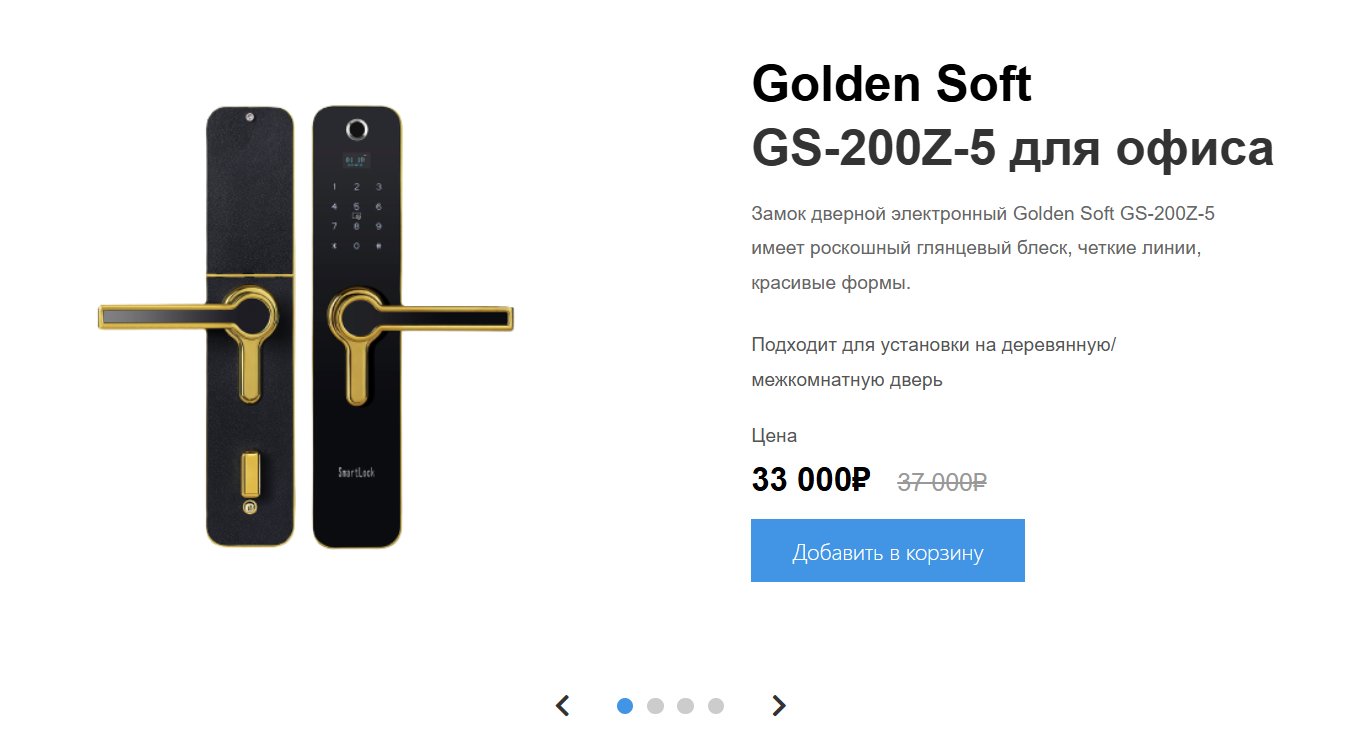 Golden Soft
GS-200Z-5 для офиса
Замок дверной электронный Golden Soft GS-200Z-5
имеет роскошный глянцевый блеск, четкие линии,
красивые формы.
Подходит для установки на деревянную/
межкомнатную дверь
Цена
33 000₽ 37 000₽
Добавить в корзину
1 2 3
4 5 6
7 8 9
* 0 #
SmartLock